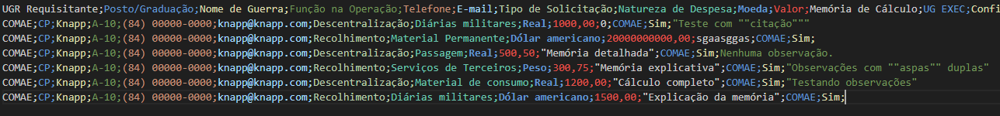 UGR Requisitante;Posto/Graduação;Nome de Guerra;Função na Operação;Telefone;E-mail;Tipo de Solicitação;Natureza de Despesa;Moeda;Valor;Memória de Cálculo;UG EXEC;Confi
COMAE;CP;Knapp;A-10;(84) 00000-0000;knapp@knapp.com;Descentralização;Diárias militares;Real;1000,00;0;COMAE;Sim;"Teste com ""citação"""
COMAE;CP;Knapp;A-10;(84) 00000-0000;knapp@knapp.com;Recolhimento;Material Permanente;Dólar americano;20000000000,00;sgaasggas;COMAE;Sim;
COMAE;CP;Knapp;A-10;(84) 00000-0000;knapp@knapp.com;Descentralização;Passagem;Real;500,50;"Memória detalhada";COMAE;Sim;Nenhuma observação.
COMAE;CP;Knapp;A-10;(84) 00000-0000;knapp@knapp.com;Recolhimento;Serviços de Terceiros;Peso;300,75;"Memória explicativa";COMAE;Sim;"Observações com ""aspas"" duplas"
COMAE;CP;Knapp;A-10;(84) 00000-0000;knapp@knapp.com;Descentralização;Material de consumo;Real;1200,00;"Cálculo completo";COMAE;Sim;"Testando observações"
COMAE;CP;Knapp;A-10;(84) 00000-0000;knapp@knapp.com;Recolhimento;Diárias militares;Dólar americano;1500,00;"Explicação da memória";COMAE;Sim;